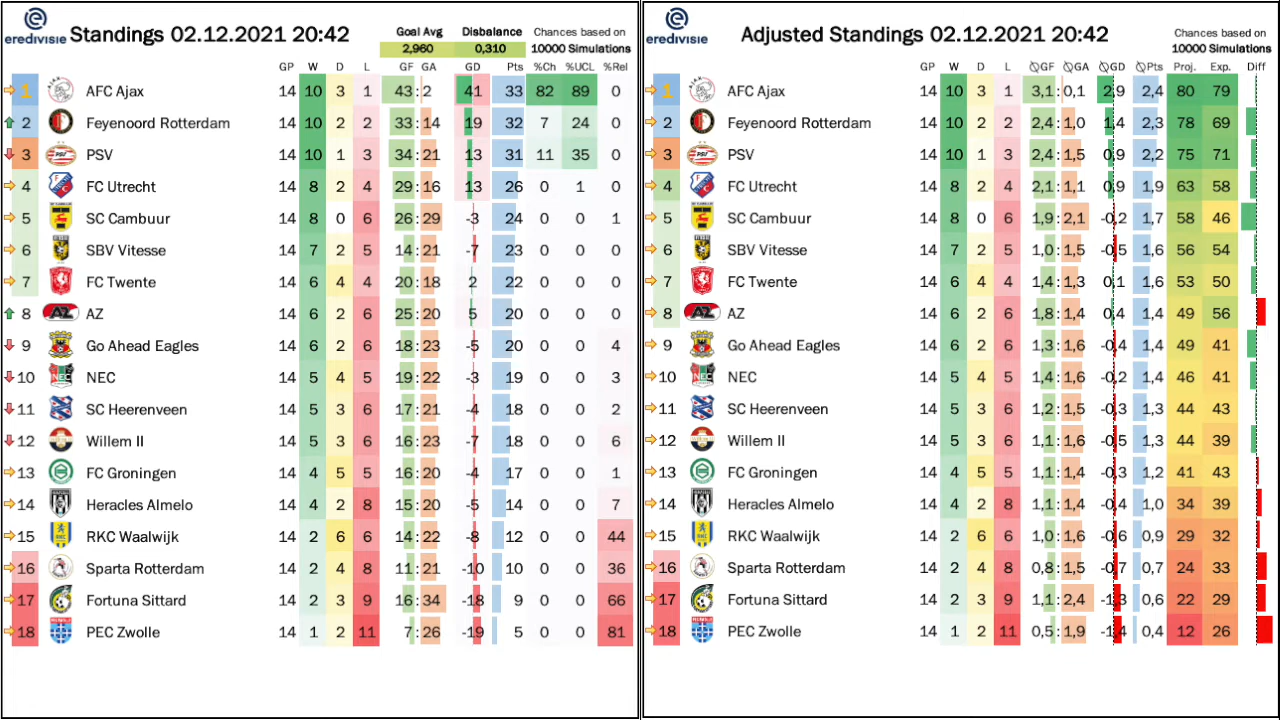 eredivisie Standings 02.12.2021 20:42
Goal Avg Disbalance Chances based on
2,960 0,310 10000 Simulations
GP W D L GF GA GD Pts %Ch %UCL %Rel
1 AFC Ajax 14 10 3 1 43 : 2 41 33 82 89 0
2 Feyenoord Rotterdam 14 10 2 2 33 : 14 19 32 7 24 0
3 PSV PSV 14 10 1 3 34 : 21 13 31 11 35 0
4 FC Utrecht 14 8 2 4 29 : 16 13 26 0 1 0
5 SC Cambuur 14 8 0 6 26 : 29 -3 24 0 0 1
6 SBV Vitesse 14 7 2 5 14 : 21 -7 23 0 0 0
7 FC Twente 14 6 4 4 20 : 18 2 22 0 0 0
8 AZ AZ 14 6 2 6 25 : 20 5 20 0 0 0
9 Go Ahead Eagles 14 6 2 6 18 : 23 -5 20 0 0 4
10 NEC NEC 14 5 4 5 19 : 22 -3 19 0 0 3
11 SC Heerenveen 14 5 3 6 17 : 21 -4 18 0 0 2
12 Willem II 14 5 3 6 16 : 23 -7 18 0 0 6
13 FC Groningen 14 4 5 5 16 : 20 -4 17 0 0 1
14 Heracles Almelo 14 4 2 8 15 : 20 -5 14 0 0 7
15 RKC RKC Waalwijk 14 2 6 6 14 : 22 -8 12 0 0 44
16 Sparta Rotterdam 14 2 4 8 11 : 21 -10 10 0 0 36
17 Fortuna Sittard 14 2 3 9 16 : 34 -18 9 0 0 66
18 PEC Zwolle 14 1 2 11 7 : 26 -19 5 0 0 81
eredivisie Adjusted Standings 02.12.2021 20:42
Chances based on
10000 Simulations
GP W D L ∅GF ∅GA ∅GD ∅Pts Proj. Exp. Diff
1 AFC Ajax 14 10 3 1 3,1 : 0,1 2,9 2,4 80 79
2 Feyenoord Rotterdam 14 10 2 2 2,4 : 1,0 1,4 2,3 78 69
3 PSV PSV 14 10 1 3 2,4 : 1,5 0,9 2,2 75 71
4 FC Utrecht 14 8 2 4 2,1 : 1,1 0,9 1,9 63 58
5 SC Cambuur 14 8 0 6 1,9 : 2,1 -0,2 1,7 58 46
6 SBV Vitesse 14 7 2 5 1,0 : 1,5 -0,5 1,6 56 54
7 FC Twente 14 6 4 4 1,4 : 1,3 0,1 1,6 53 50
8 AZ AZ 14 6 2 6 1,8 : 1,4 0,4 1,4 49 56
9 Go Ahead Eagles 14 6 2 6 1,3 : 1,6 -0,4 1,4 49 41
10 NEC NEC 14 5 4 5 1,4 : 1,6 -0,2 1,4 46 41
11 SC Heerenveen 14 5 3 6 1,2 : 1,5 -0,3 1,3 44 43
12 Willem II 14 5 3 6 1,1 : 1,6 -0,5 1,3 44 39
13 FC Groningen 14 4 5 5 1,1 : 1,4 -0,3 1,2 41 43
14 Heracles Almelo 14 4 2 8 1,1 : 1,4 -0,4 1,0 34 39
15 RKC RKC Waalwijk 14 2 6 6 1,0 : 1,6 -0,6 0,9 29 32
16 Sparta Rotterdam 14 2 4 8 0,8 : 1,5 -0,7 0,7 24 33
17 Fortuna Sittard 14 2 3 9 1,1 : 2,4 -1,3 0,6 22 29
18 PEC Zwolle 14 1 2 11 0,5 : 1,9 -1,4 0,4 12 26